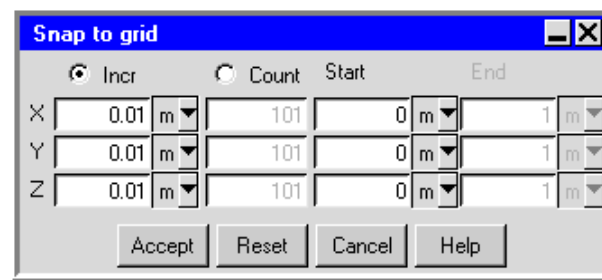 Snap to grid
Incr Count Start End
X 0.01 m 101 0 m 1 m
Y 0.01 m 101 0 m 1 m
Z 0.01 m 101 0 m 1 m
Accept Reset Cancel Help